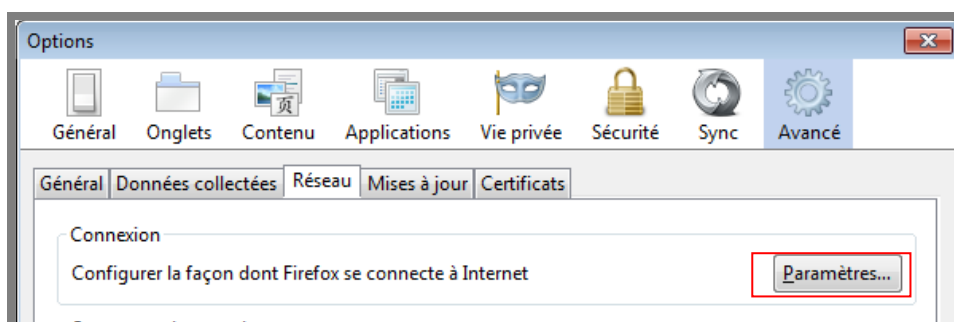 Options
页
Général Onglets Contenu Applications Vie privée Sécurité Sync Avancé
Général Données collectées Réseau Mises à jour Certificats
Connexion
Configurer la façon dont Firefox se connecte à Internet Paramètres...